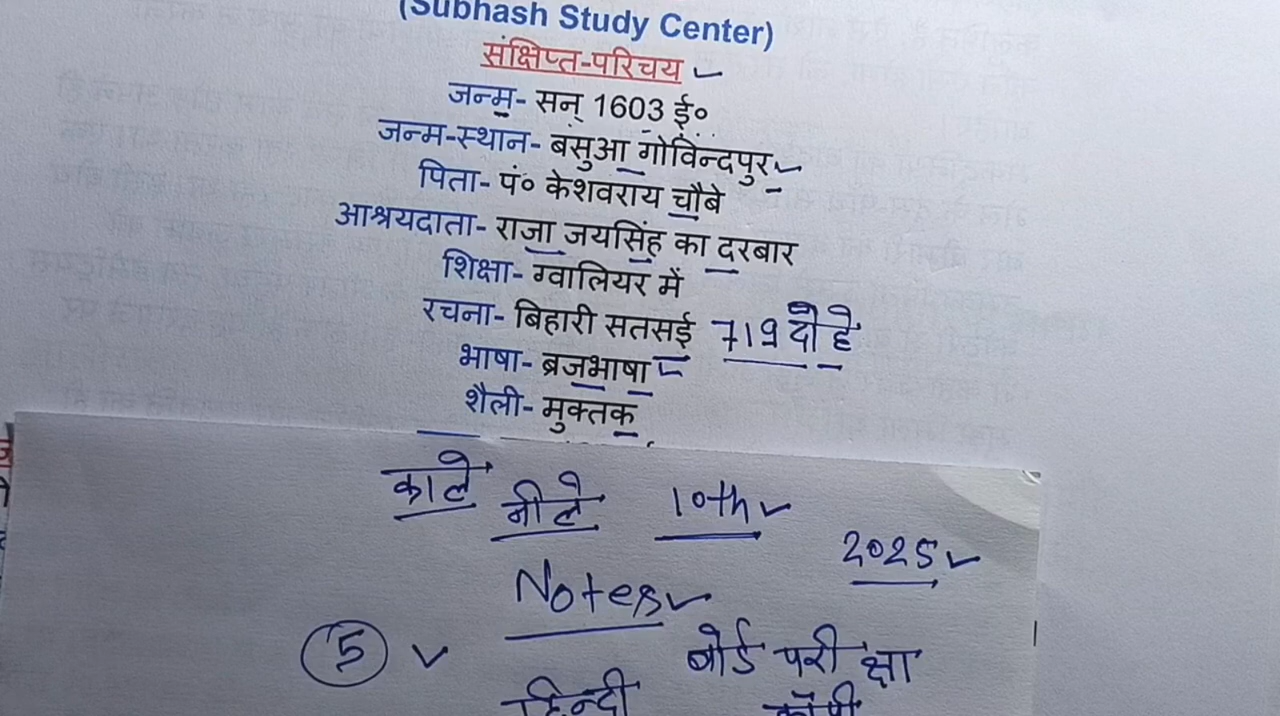 (Subhash Study Center)
संक्षिप्त-परिचय
जन्म- सन् 1603 ई०
जन्म-स्थान- बसुआ गोविन्दपुर
पिता- पं० केशवराय चौबे
आश्रयदाता- राजा जयसिंह का दरबार
शिक्षा- ग्वालियर में
रचना- बिहारी सतसई 719 दोहे
भाषा- ब्रजभाषा
शैली- मुक्तक
काले नीले 10th
2025
Notes
5 बोर्ड परीक्षा
हिन्दी कॉपी